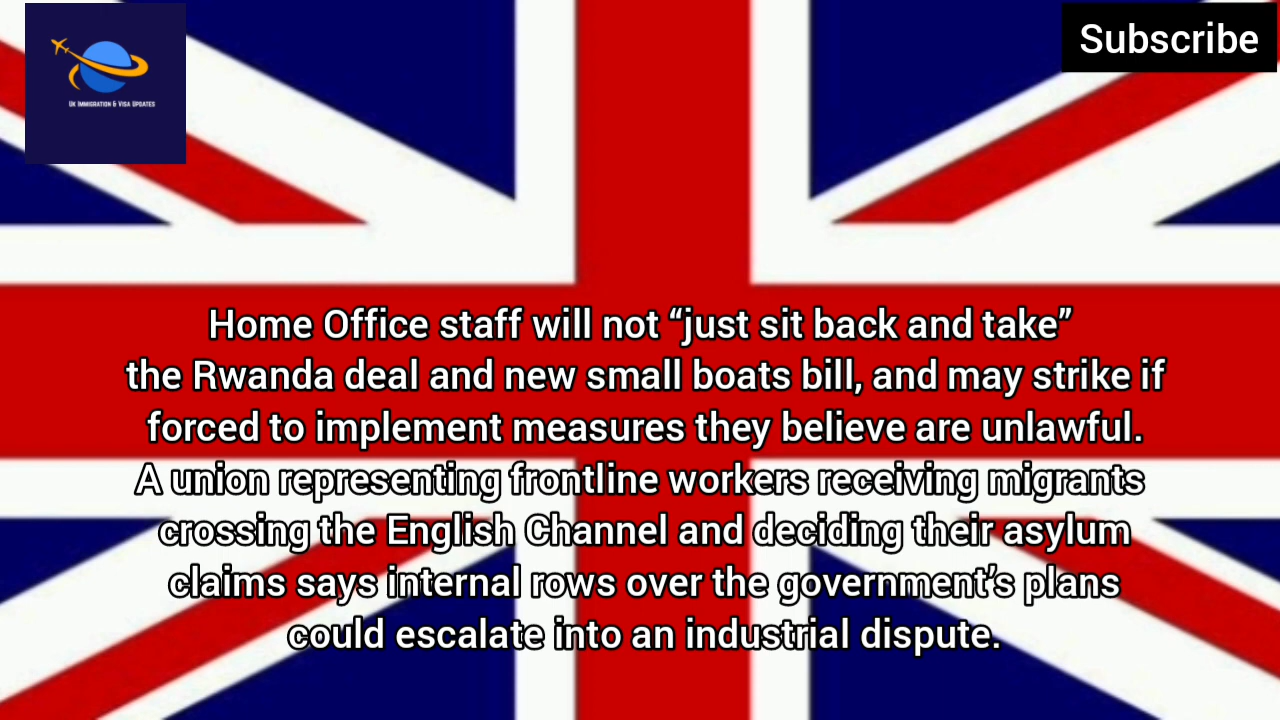 Subscribe
UK IMMIGRATION & VISA UPDATES
Home Office staff will not “just sit back and take”
the Rwanda deal and new small boats bill, and may strike if
forced to implement measures they believe are unlawful.
A union representing frontline workers receiving migrants
crossing the English Channel and deciding their asylum
claims says internal rows over the government’s plans
could escalate into an industrial dispute.